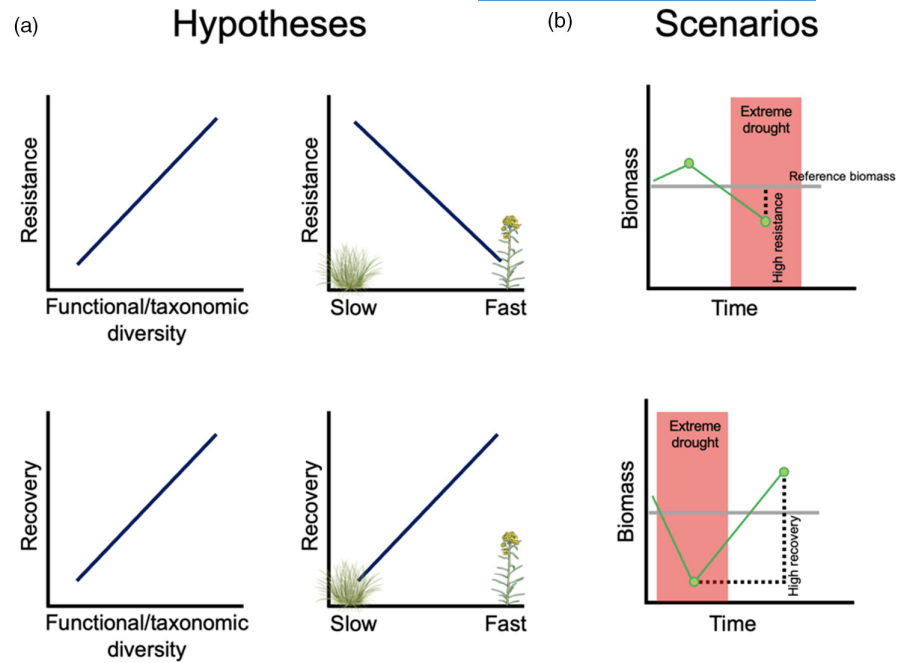 (a)
Hypotheses
(b)
Scenarios
Resistance
Functional/taxonomic
diversity
Resistance
Slow
Fast
Biomass
Extreme
drought
Reference biomass
High resistance
Time
Recovery
Functional/taxonomic
diversity
Recovery
Slow
Fast
Biomass
Extreme
drought
High recovery
Time